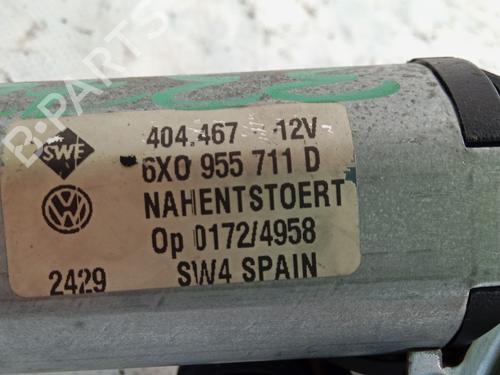 404.467 12V
SWF
6X0 955 711 D
NAHENTSTOERT
Op 0172/4958
2429 SW4 SPAIN
B-PARTS